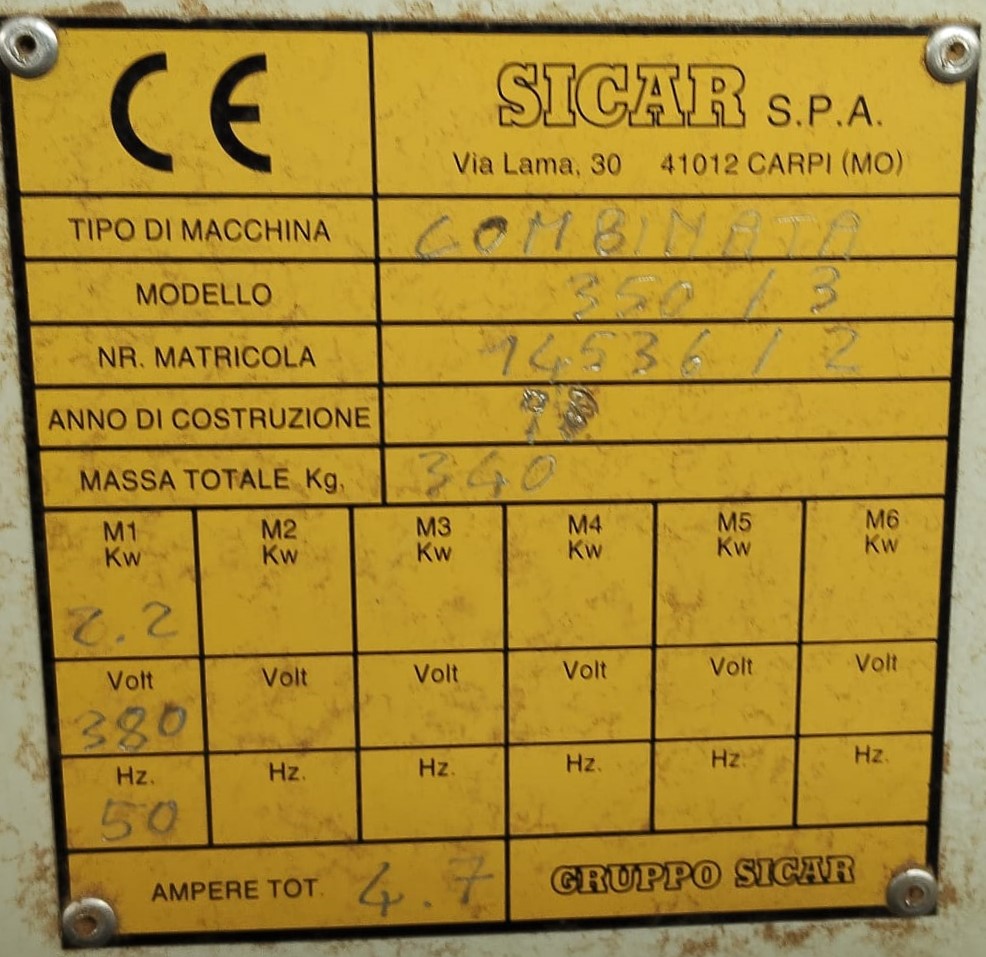 CE
SICAR S.P.A.
Via Lama, 30 41012 CARPI (MO)
TIPO DI MACCHINA COMBINATA
MODELLO 350 / 3
NR. MATRICOLA 14536 / 2
ANNO DI COSTRUZIONE
MASSA TOTALE Kg. 340
M1 M2 M3 M4 M5 M6
Kw Kw Kw Kw Kw Kw
2.2
Volt Volt Volt Volt Volt Volt
380
Hz. Hz. Hz. Hz. Hz. Hz.
50
AMPERE TOT. 4.7 GRUPPO SICAR